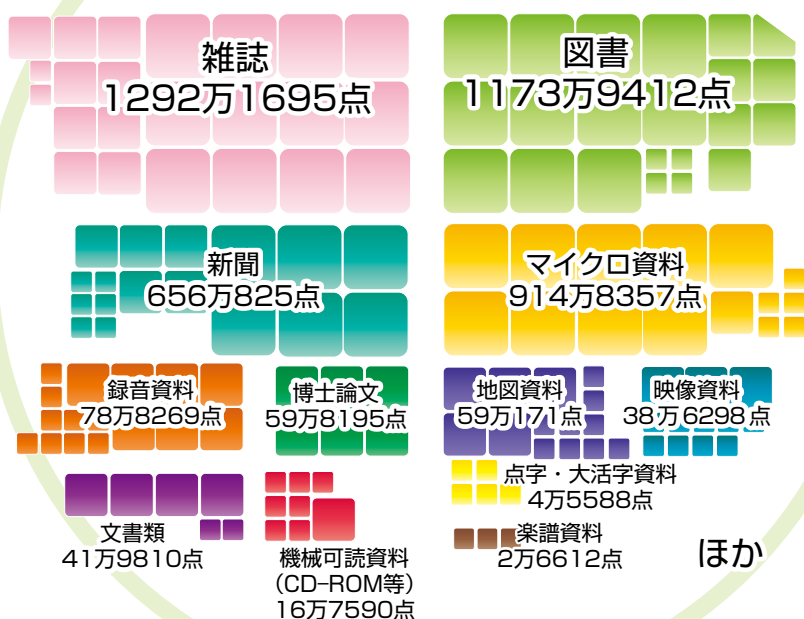 雑誌
1292万1695点
図書
1173万9412点
新聞
656万825点
マイクロ資料
914万8357点
録音資料
78万8269点
博士論文
59万8195点
地図資料
59万171点
映像資料
38万6298点
点字・大活字資料
4万5588点
文書類
41万9810点
機械可読資料
(CD-ROM等)
16万7590点
楽譜資料
2万6612点
ほか